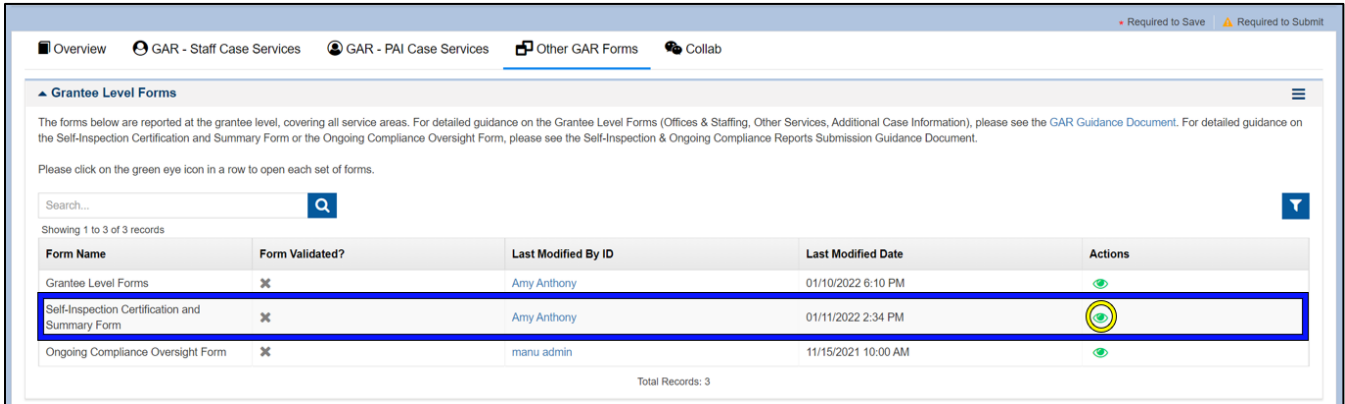 Required to Save Required to Submit
Overview GAR - Staff Case Services GAR - PAI Case Services Other GAR Forms Collab
Grantee Level Forms
The forms below are reported at the grantee level, covering all service areas. For detailed guidance on the Grantee Level Forms (Offices & Staffing, Other Services, Additional Case Information), please see the GAR Guidance Document. For detailed guidance on
the Self-Inspection Certification and Summary Form or the Ongoing Compliance Oversight Form, please see the Self-Inspection & Ongoing Compliance Reports Submission Guidance Document.
Please click on the green eye icon in a row to open each set of forms.
Search...
Showing 1 to 3 of 3 records
Form Name Form Validated? Last Modified By ID Last Modified Date Actions
Grantee Level Forms Amy Anthony 01/10/2022 6:10 PM
Self-Inspection Certification and
Summary Form Amy Anthony 01/11/2022 2:34 PM
Ongoing Compliance Oversight Form manu admin 11/15/2021 10:00 AM
Total Records: 3